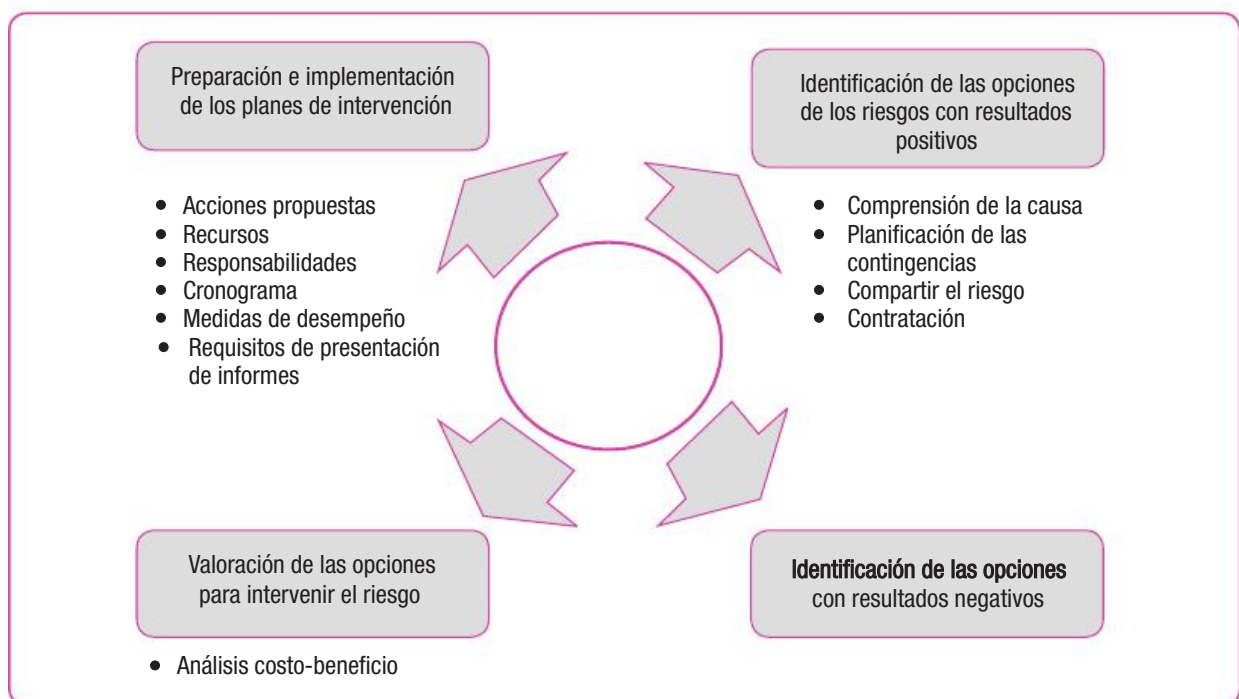 Preparación e implementación
de los planes de intervención
• Acciones propuestas
• Recursos
• Responsabilidades
• Cronograma
• Medidas de desempeño
• Requisitos de presentación
de informes
Identificación de las opciones
de los riesgos con resultados
positivos
• Comprensión de la causa
• Planificación de las
contingencias
• Compartir el riesgo
• Contratación
Valoración de las opciones
para intervenir el riesgo
• Análisis costo-beneficio
Identificación de las opciones
con resultados negativos